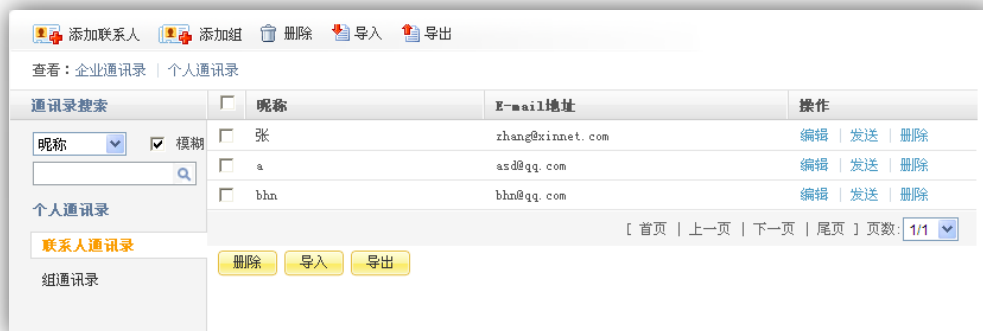 添加联系人 添加组 删除 导入 导出
查看：企业通讯录 | 个人通讯录
通讯录搜索
昵称 模糊
个人通讯录
联系人通讯录
组通讯录
昵称 E-mail地址 操作
张 zhang@xinnet.com 编辑 | 发送 | 删除
a asd@qq.com 编辑 | 发送 | 删除
bhn bhn@qq.com 编辑 | 发送 | 删除
[ 首页 | 上一页 | 下一页 | 尾页 ] 页数: 1/1
删除 导入 导出